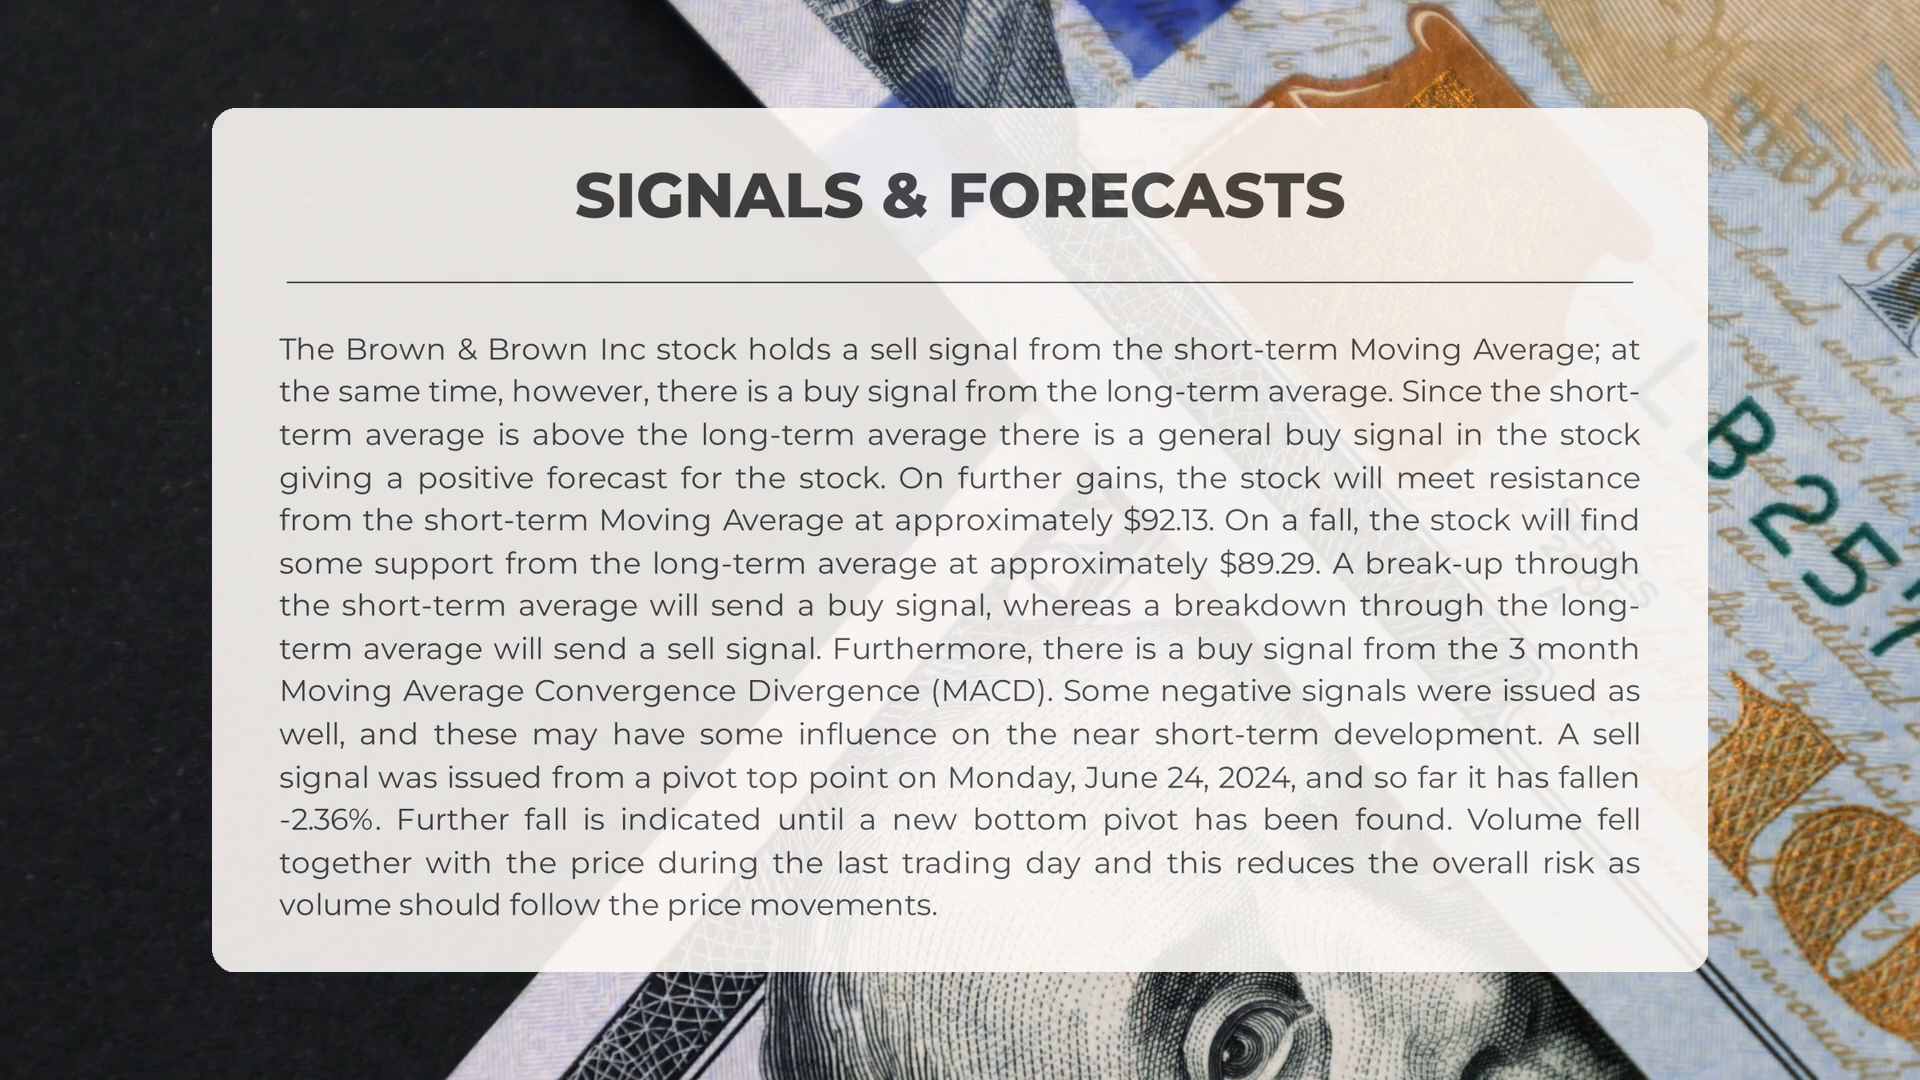 SIGNALS & FORECASTS
The Brown & Brown Inc stock holds a sell signal from the short-term Moving Average; at
the same time, however, there is a buy signal from the long-term average. Since the short-
term average is above the long-term average there is a general buy signal in the stock
giving a positive forecast for the stock. On further gains, the stock will meet resistance
from the short-term Moving Average at approximately $92.13. On a fall, the stock will find
some support from the long-term average at approximately $89.29. A break-up through
the short-term average will send a buy signal, whereas a breakdown through the long-
term average will send a sell signal. Furthermore, there is a buy signal from the 3 month
Moving Average Convergence Divergence (MACD). Some negative signals were issued as
well, and these may have some influence on the near short-term development. A sell
signal was issued from a pivot top point on Monday, June 24, 2024, and so far it has fallen
-2.36%. Further fall is indicated until a new bottom pivot has been found. Volume fell
together with the price during the last trading day and this reduces the overall risk as
volume should follow the price movements.